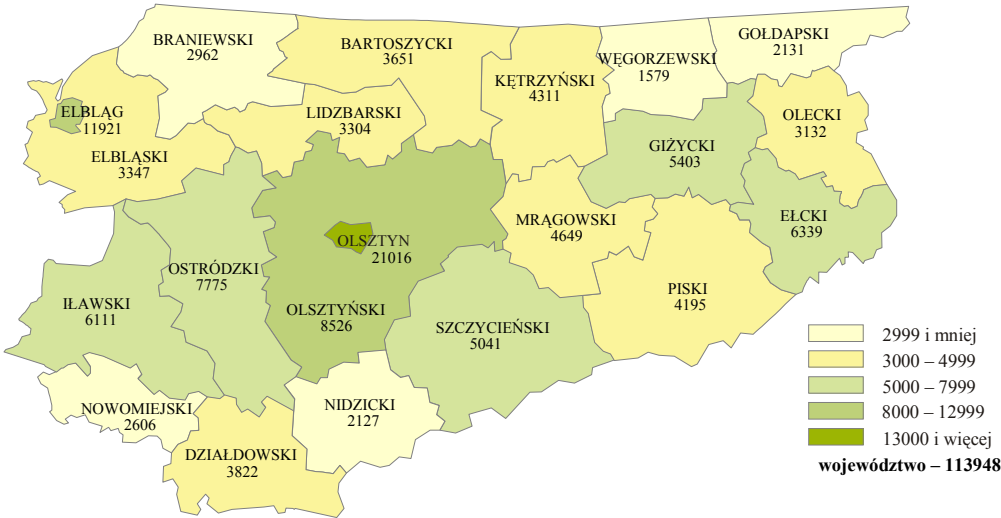 BRANIEWSKI
2962
BARTOSZYCKI
3651
KĘTRZYŃSKI
4311
WĘGORZEWSKI
1579
GOŁDAPSKI
2131
ELBLĄG
11921
LIDZBARSKI
3304
OLECKI
3132
ELBLĄSKI
3347
GIŻYCKI
5403
MRĄGOWSKI
4649
EŁCKI
6339
OLSZTYN
21016
OSTRÓDZKI
7775
IŁAWSKI
6111
OLSZTYŃSKI
8526
SZCZYCIEŃSKI
5041
PISKI
4195
NOWOMIEJSKI
2606
NIDZICKI
2127
DZIAŁDOWSKI
3822
2999 i mniej
3000 – 4999
5000 – 7999
8000 – 12999
13000 i więcej
województwo – 113948